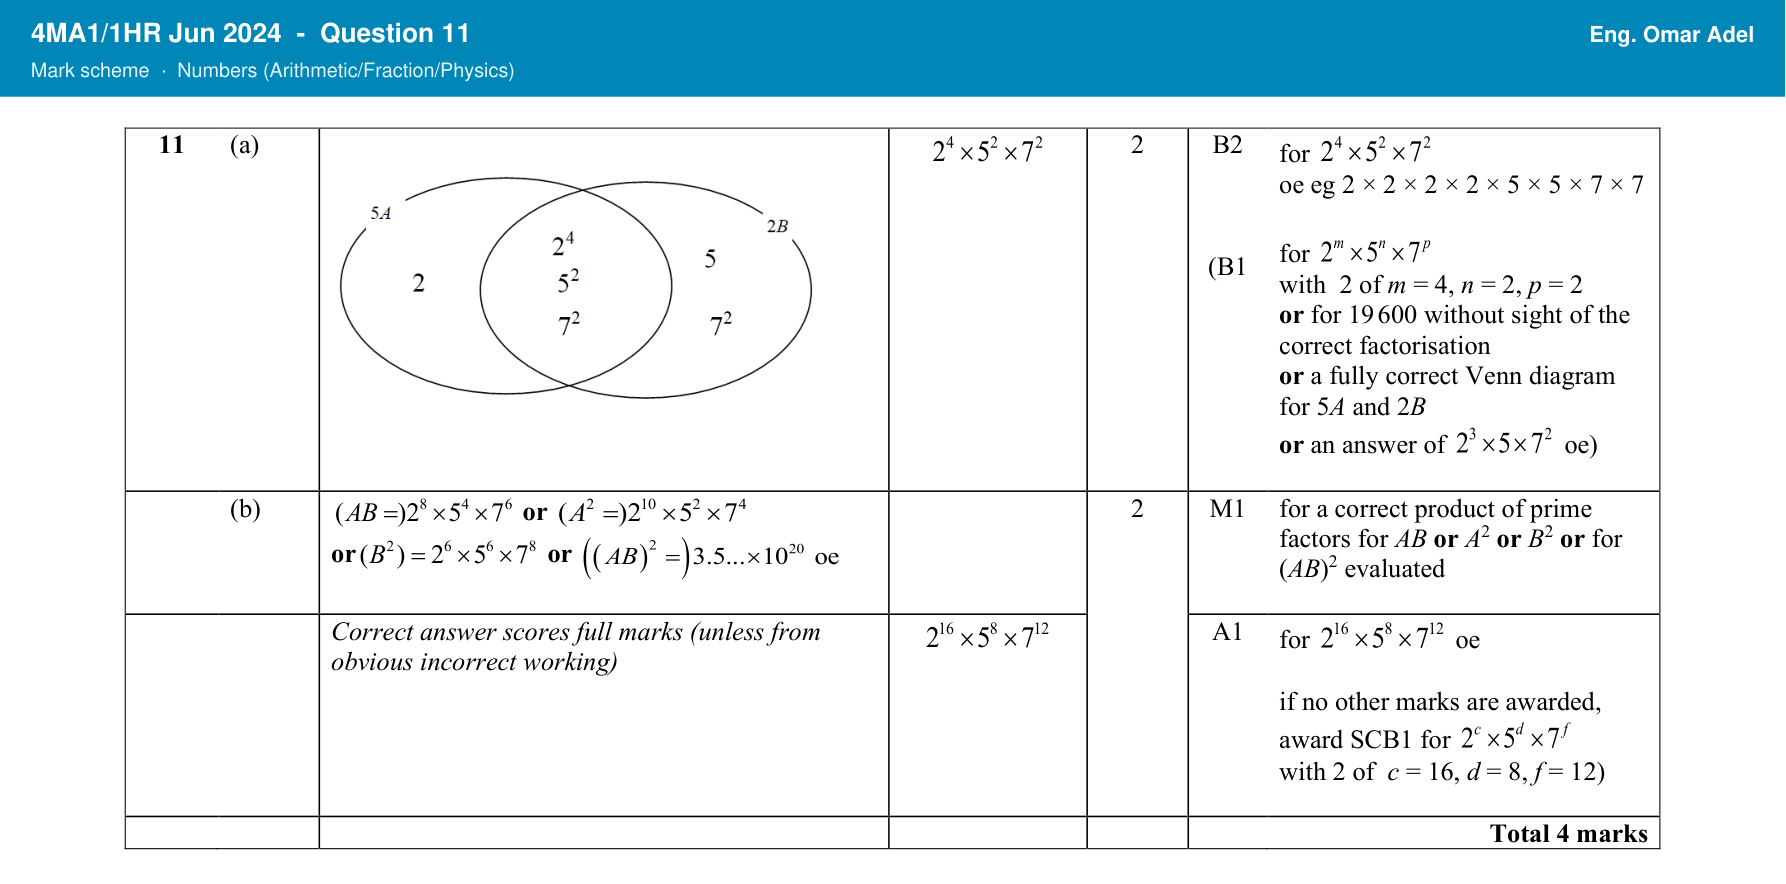 4MA1/1HR Jun 2024 - Question 11
Eng. Omar Adel
Mark scheme · Numbers (Arithmetic/Fraction/Physics)
11 (a) 2⁴ × 5² × 7² 2 B2 for 2⁴ × 5² × 7²
oe eg 2 × 2 × 2 × 2 × 5 × 5 × 7 × 7
5A
2B
2⁴
5
2
5²
7²
7²
(B1 for 2ᵐ × 5ⁿ × 7ᵖ
with 2 of m = 4, n = 2, p = 2
or for 19 600 without sight of the
correct factorisation
or a fully correct Venn diagram
for 5A and 2B
or an answer of 2³ × 5 × 7² oe)
(b) (AB =)2⁸ × 5⁴ × 7⁶ or (A² =)2¹⁰ × 5² × 7⁴ 2 M1 for a correct product of prime
factors for AB or A² or B² or for
or (B²) = 2⁶ × 5⁶ × 7⁸ or ((AB)² =)3.5...×10²⁰ oe
(AB)² evaluated
Correct answer scores full marks (unless from 2¹⁶ × 5⁸ × 7¹² A1 for 2¹⁶ × 5⁸ × 7¹² oe
obvious incorrect working)
if no other marks are awarded,
award SCB1 for 2ᶜ × 5ᵈ × 7ᶠ
with 2 of c = 16, d = 8, f = 12)
Total 4 marks